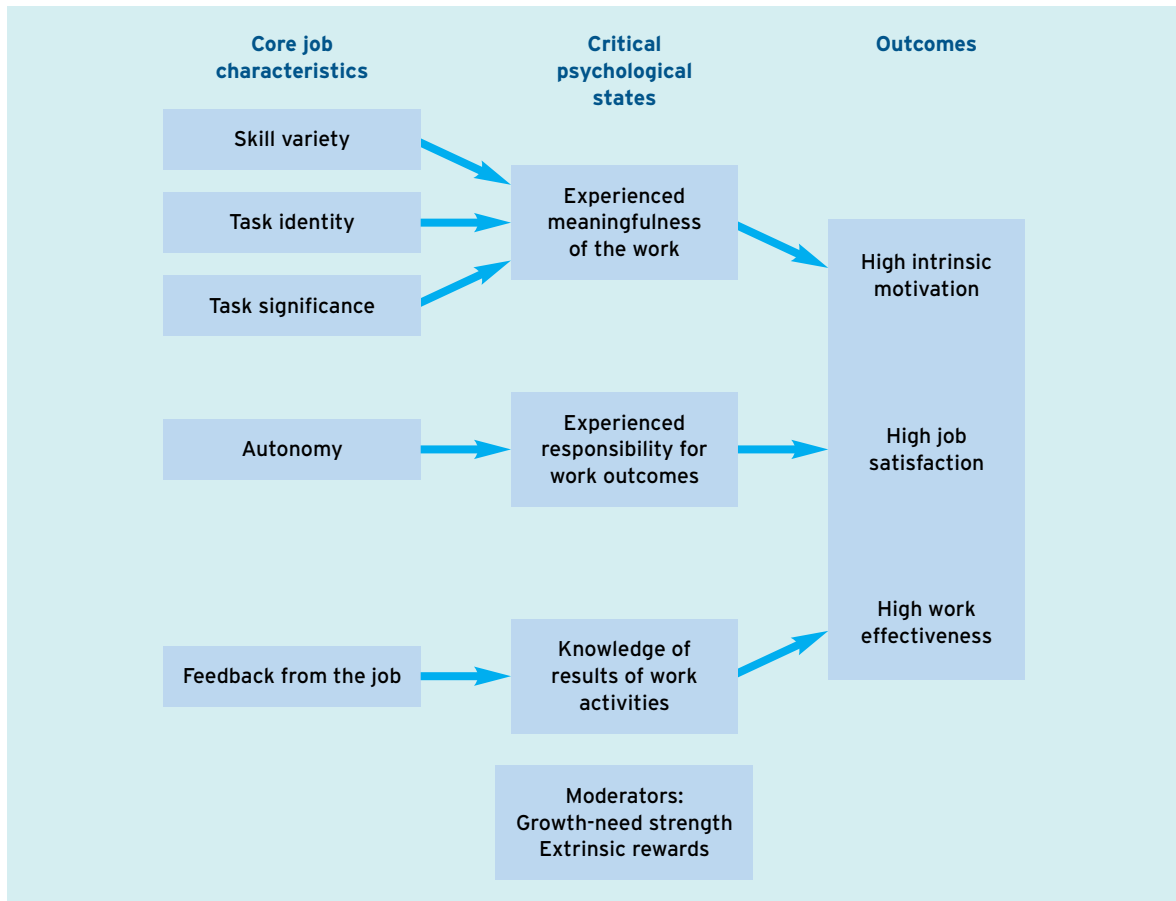 Core job
characteristics
Critical
psychological
states
Outcomes
Skill variety
Task identity
Task significance
Experienced
meaningfulness
of the work
High intrinsic
motivation
Autonomy
Experienced
responsibility for
work outcomes
High job
satisfaction
Feedback from the job
Knowledge of
results of work
activities
High work
effectiveness
Moderators:
Growth-need strength
Extrinsic rewards